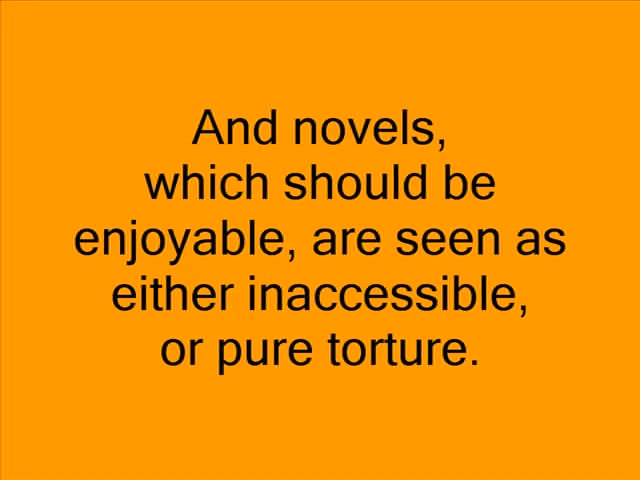 And novels,
which should be
enjoyable, are seen as
either inaccessible,
or pure torture.